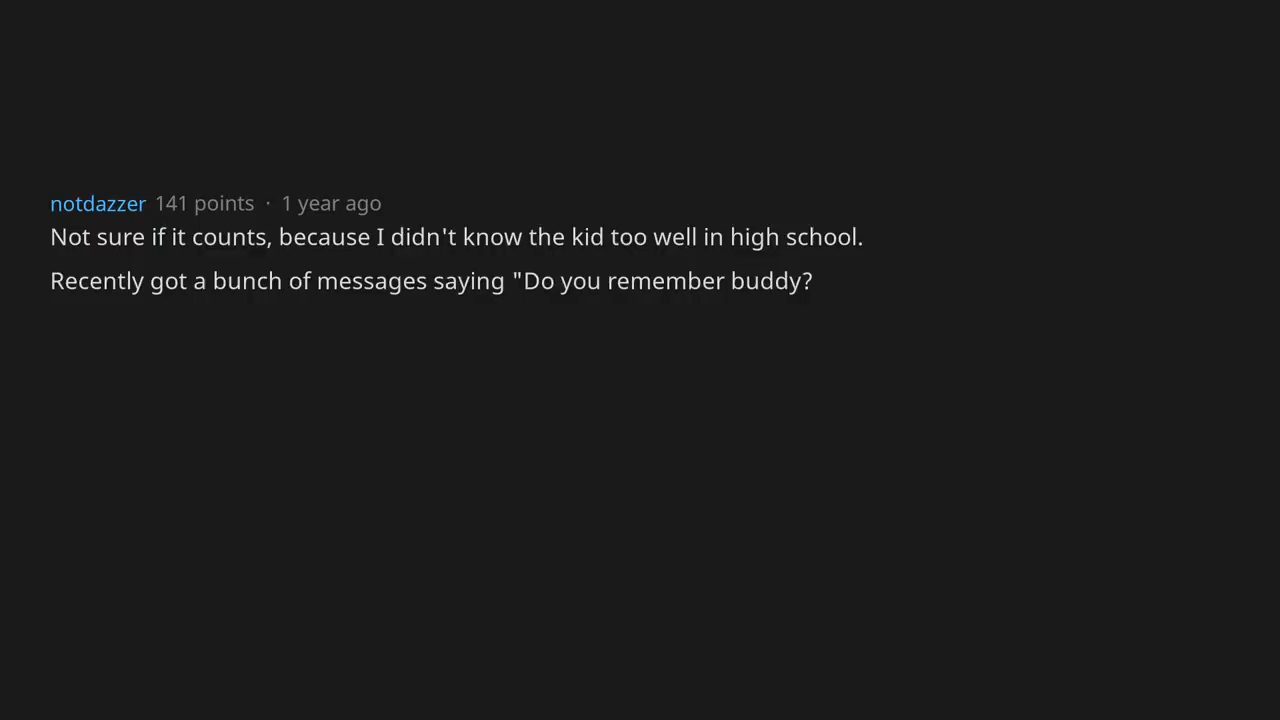 notdazzer 141 points · 1 year ago
Not sure if it counts, because I didn't know the kid too well in high school.
Recently got a bunch of messages saying "Do you remember buddy?